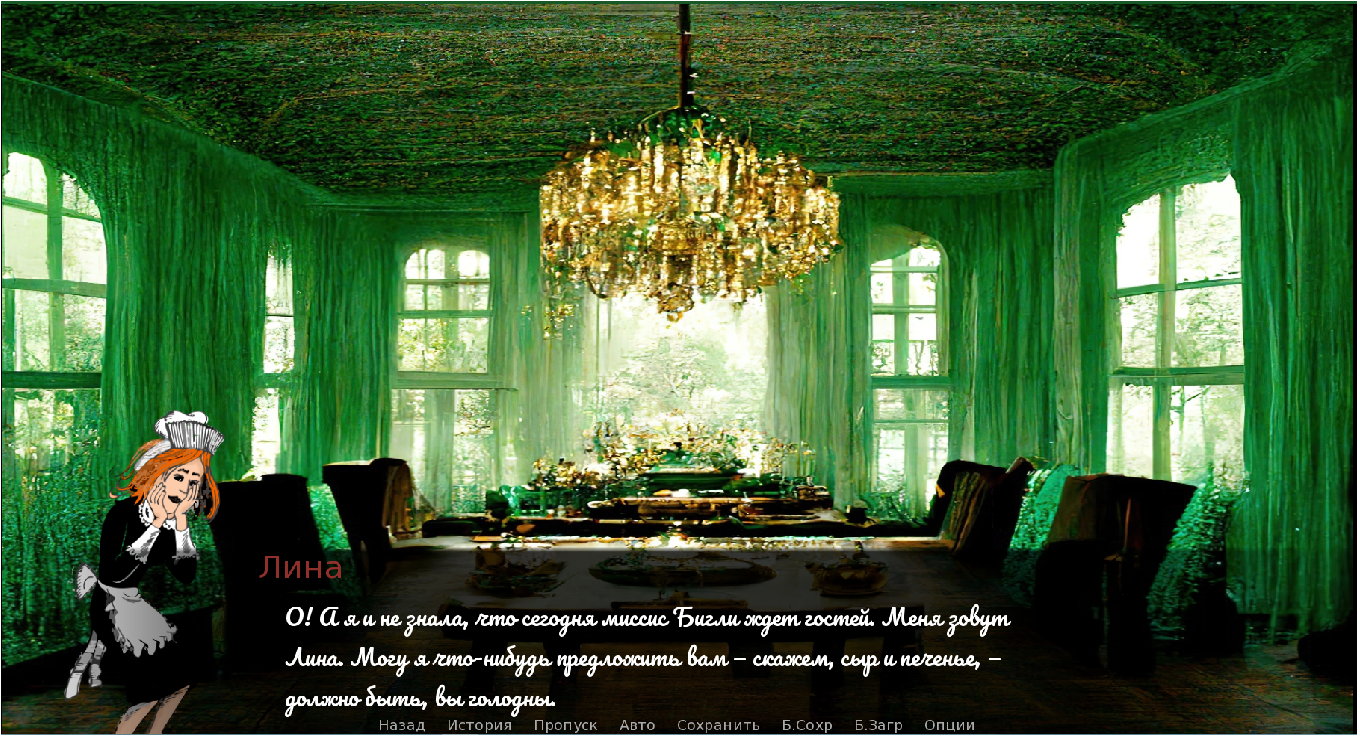 Лина
О! А я и не знала, что сегодня миссис Бигли ждет гостей. Меня зовут
Лина. Могу я что-нибудь предложить вам – скажем, сыр и печенье, –
должно быть, вы голодны.
Назад История Пропуск Авто Сохранить Б.Сохр Б.Загр Опции